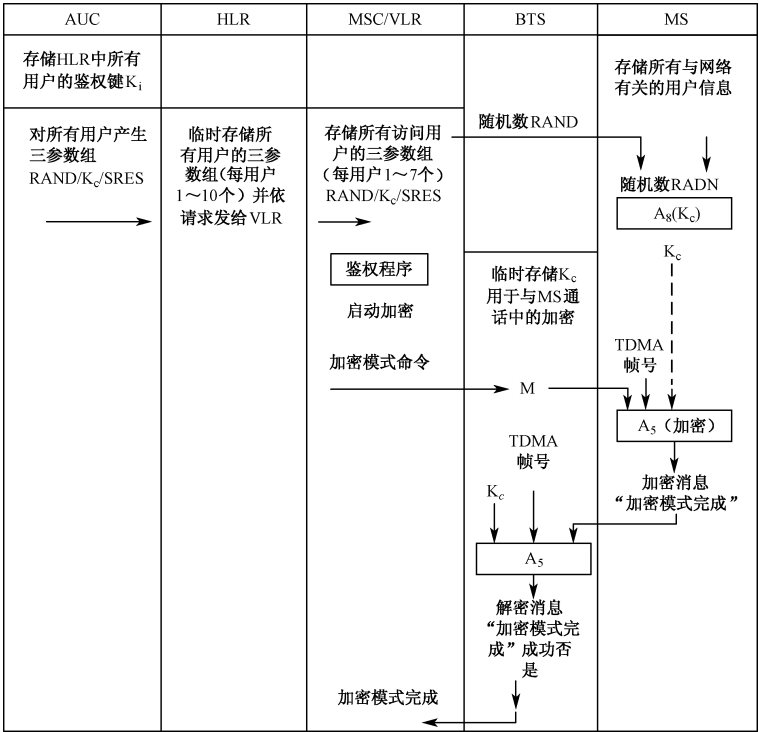 AUC
HLR
MSC/VLR
BTS
MS
存储HLR中所有
用户的鉴权键Ki
存储所有与网络
有关的用户信息
对所有用户产生
三参数组
RAND/Kc/SRES
临时存储所
有用户的三参
数组(每用户
1～10个）并依
请求发给VLR
存储所有访问用
户的三参数组
（每用户1～7个）
RAND/Kc/SRES
随机数RAND
随机数RADN
A8(Kc)
Kc
鉴权程序
启动加密
临时存储Kc
用于与MS通
话中的加密
TDMA
帧号
加密模式命令
M
A5（加密）
加密消息
“加密模式完成”
TDMA
帧号
Kc
A5
解密消息
“加密模式完
成”成功否
是
加密模式完成